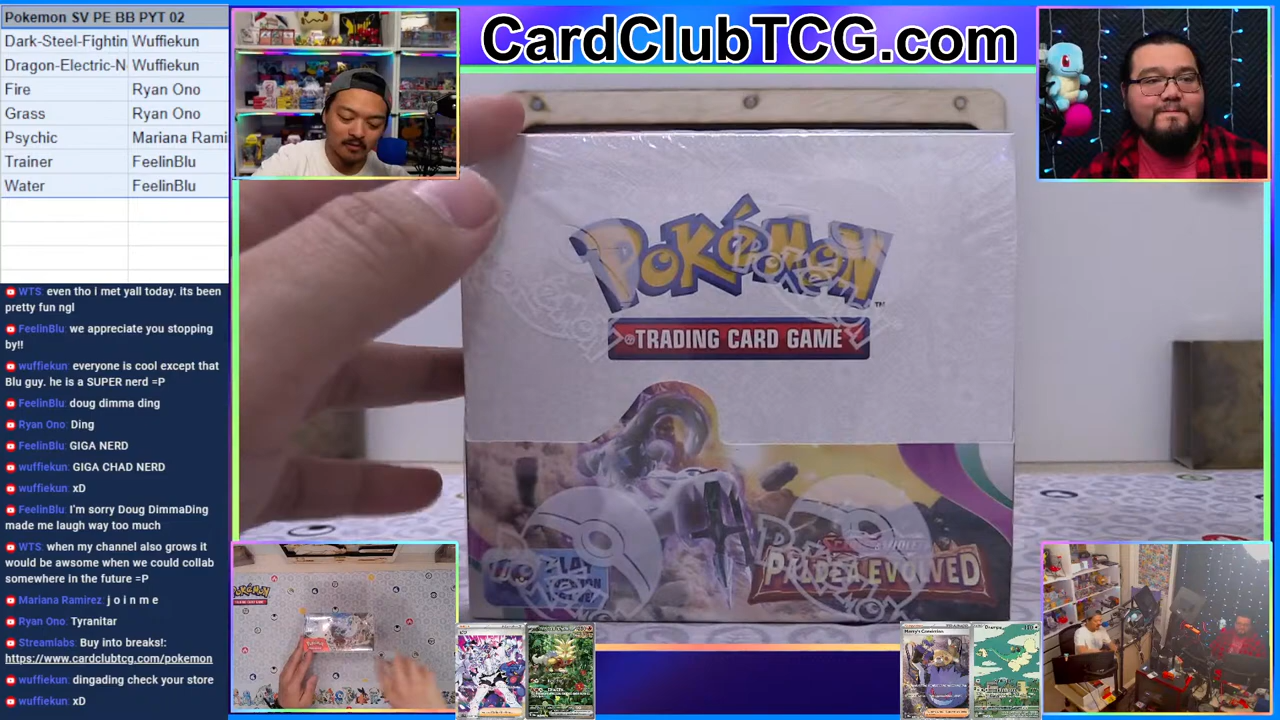 Pokemon SV PE BB PYT 02
Dark-Steel-Fightin Wuffiekun
Dragon-Electric-N Wuffiekun
Fire Ryan Ono
Grass Ryan Ono
Psychic Mariana Rami
Trainer FeelinBlu
Water FeelinBlu
WTS: even tho i met yall today. its been
pretty fun ngl
FeelinBlu: we appreciate you stopping
by!!
wuffiekun: everyone is cool except that
Blu guy. he is a SUPER nerd =P
FeelinBlu: doug dimma ding
Ryan Ono: Ding
FeelinBlu: GIGA NERD
wuffiekun: GIGA CHAD NERD
wuffiekun: xD
FeelinBlu: I'm sorry Doug DimmaDing
made me laugh way too much
WTS: when my channel also grows it
would be awsome when we could collab
somewhere in the future =P
Mariana Ramirez: j o i n m e
Ryan Ono: Tyranitar
Streamlabs: Buy into breaks!:
https://www.cardclubtcg.com/pokemon
wuffiekun: dingading check your store
wuffiekun: xD
CardClubTCG.com
POKÉMON
TRADING CARD GAME
PLAY
PALDEA EVOLVED